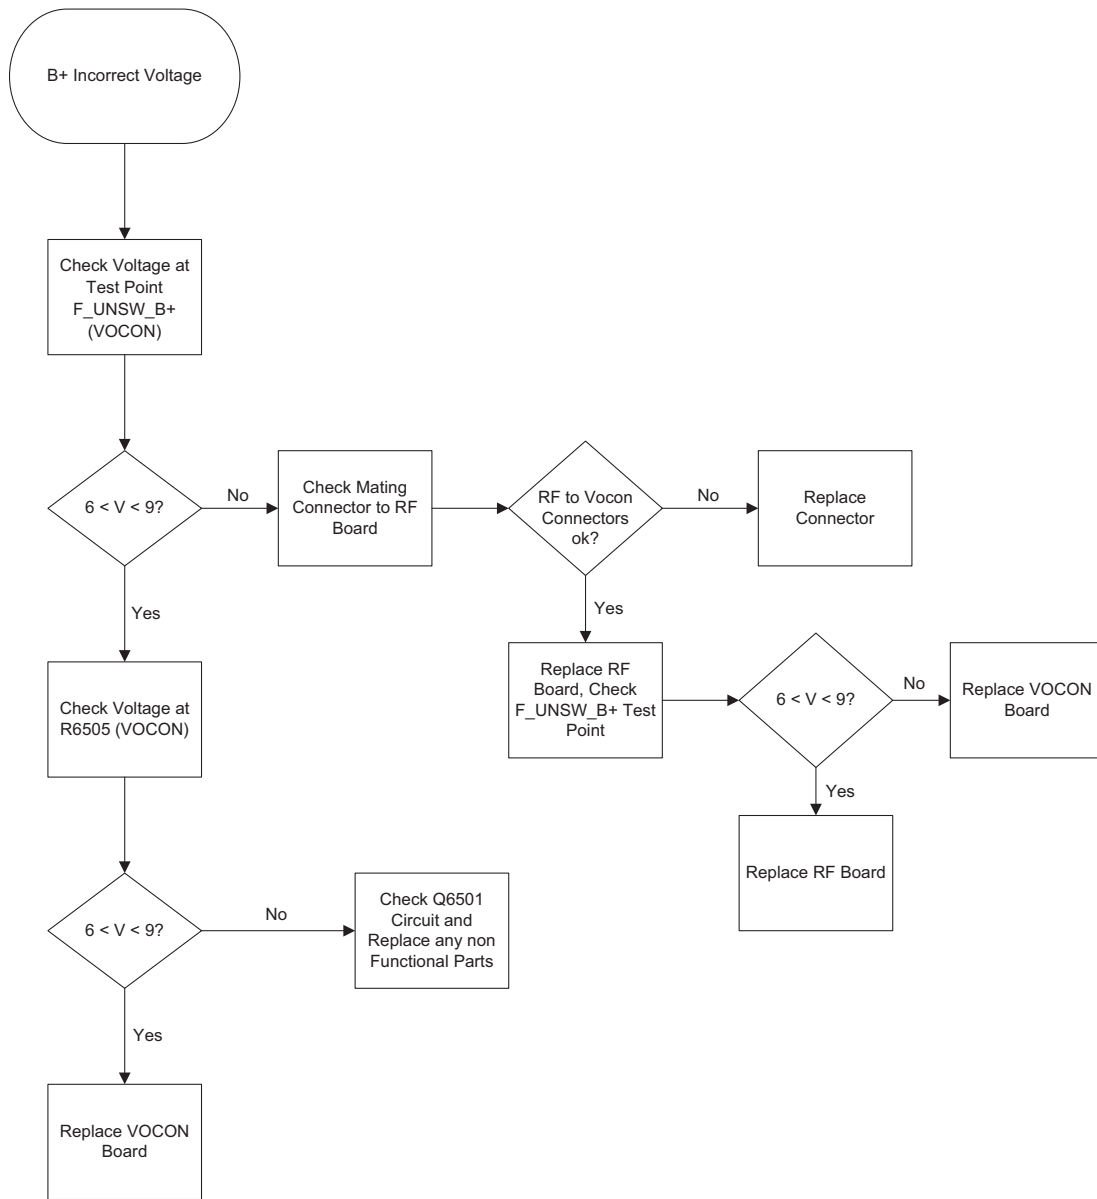 B+ Incorrect Voltage
Check Voltage at
Test Point
F_UNSW_B+
(VOCON)
6 < V < 9?
No
Check Mating
Connector to RF
Board
RF to Vocon
Connectors
ok?
No
Replace
Connector
Yes
Yes
Check Voltage at
R6505 (VOCON)
Replace RF
Board, Check
F_UNSW_B+ Test
Point
6 < V < 9?
No
Replace VOCON
Board
Yes
Replace RF Board
6 < V < 9?
No
Check Q6501
Circuit and
Replace any non
Functional Parts
Yes
Replace VOCON
Board